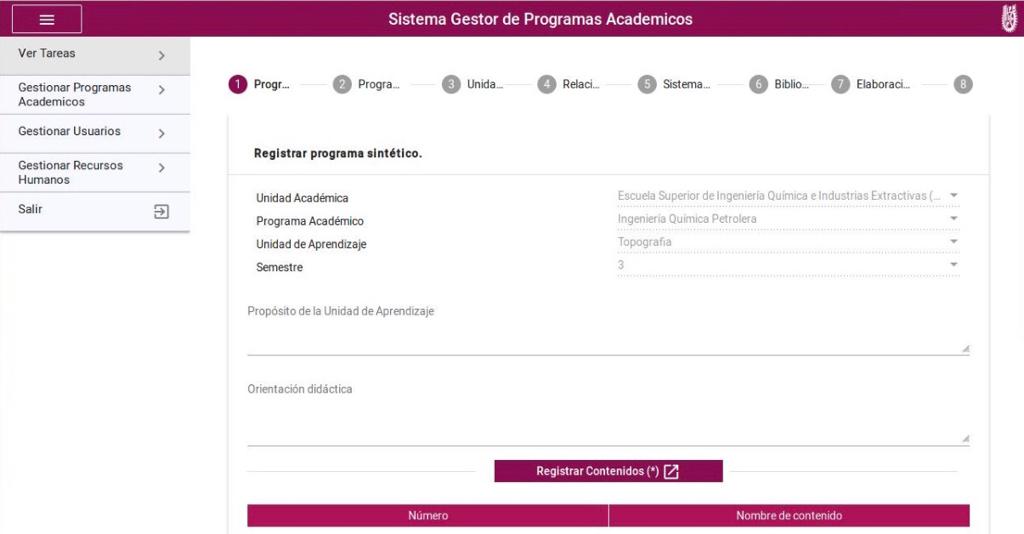 Sistema Gestor de Programas Academicos
Ver Tareas
Gestionar Programas
Academicos
Gestionar Usuarios
Gestionar Recursos
Humanos
Salir
1 Progr... 2 Progra... 3 Unida... 4 Relaci... 5 Sistema... 6 Biblio... 7 Elaboraci... 8
Registrar programa sintético.
Unidad Académica Escuela Superior de Ingeniería Química e Industrias Extractivas (...
Programa Académico Ingeniería Química Petrolera
Unidad de Aprendizaje Topografia
Semestre 3
Propósito de la Unidad de Aprendizaje
Orientación didáctica
Registrar Contenidos (*)
Número Nombre de contenido